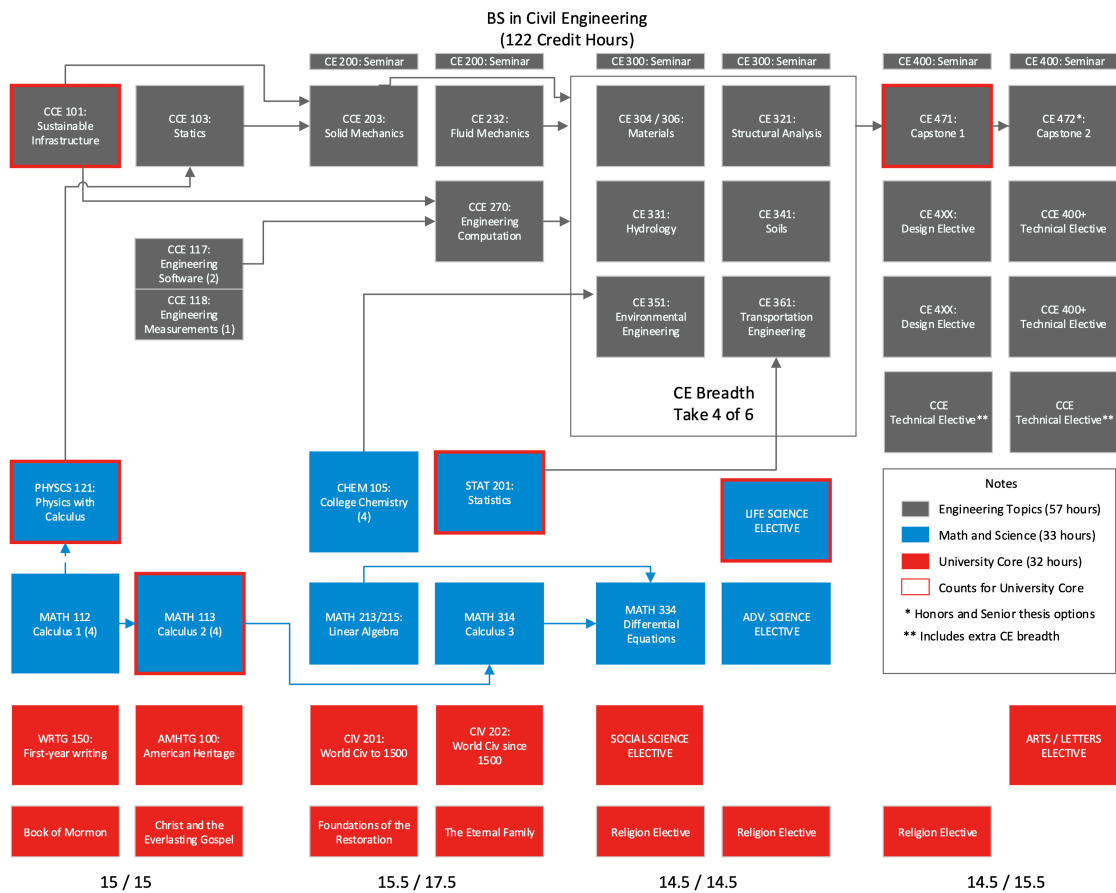 BS in Civil Engineering
(122 Credit Hours)
CE 200: Seminar
CE 200: Seminar
CE 300: Seminar
CE 300: Seminar
CE 400: Seminar
CE 400: Seminar
CCE 101:
Sustainable
Infrastructure
CCE 103:
Statics
CCE 203:
Solid Mechanics
CE 232:
Fluid Mechanics
CE 304 / 306:
Materials
CE 321:
Structural Analysis
CE 471:
Capstone 1
CE 472*:
Capstone 2
CCE 270:
Engineering
Computation
CE 331:
Hydrology
CE 341:
Soils
CE 4XX:
Design Elective
CCE 400+
Technical Elective
CCE 117:
Engineering
Software (2)
CCE 118:
Engineering
Measurements (1)
CE 351:
Environmental
Engineering
CE 361:
Transportation
Engineering
CE 4XX:
Design Elective
CCE 400+
Technical Elective
CE Breadth
Take 4 of 6
CCE
Technical Elective**
CCE
Technical Elective**
PHYSCS 121:
Physics with
Calculus
CHEM 105:
College Chemistry
(4)
STAT 201:
Statistics
LIFE SCIENCE
ELECTIVE
Notes
Engineering Topics (57 hours)
Math and Science (33 hours)
University Core (32 hours)
Counts for University Core
* Honors and Senior thesis options
** Includes extra CE breadth
MATH 112
Calculus 1 (4)
MATH 113
Calculus 2 (4)
MATH 213/215:
Linear Algebra
MATH 314
Calculus 3
MATH 334
Differential
Equations
ADV. SCIENCE
ELECTIVE
WRTG 150:
First-year writing
AMHTG 100:
American Heritage
CIV 201:
World Civ to 1500
CIV 202:
World Civ since
1500
SOCIAL SCIENCE
ELECTIVE
ARTS / LETTERS
ELECTIVE
Book of Mormon
Christ and the
Everlasting Gospel
Foundations of the
Restoration
The Eternal Family
Religion Elective
Religion Elective
Religion Elective
15 / 15
15.5 / 17.5
14.5 / 14.5
14.5 / 15.5